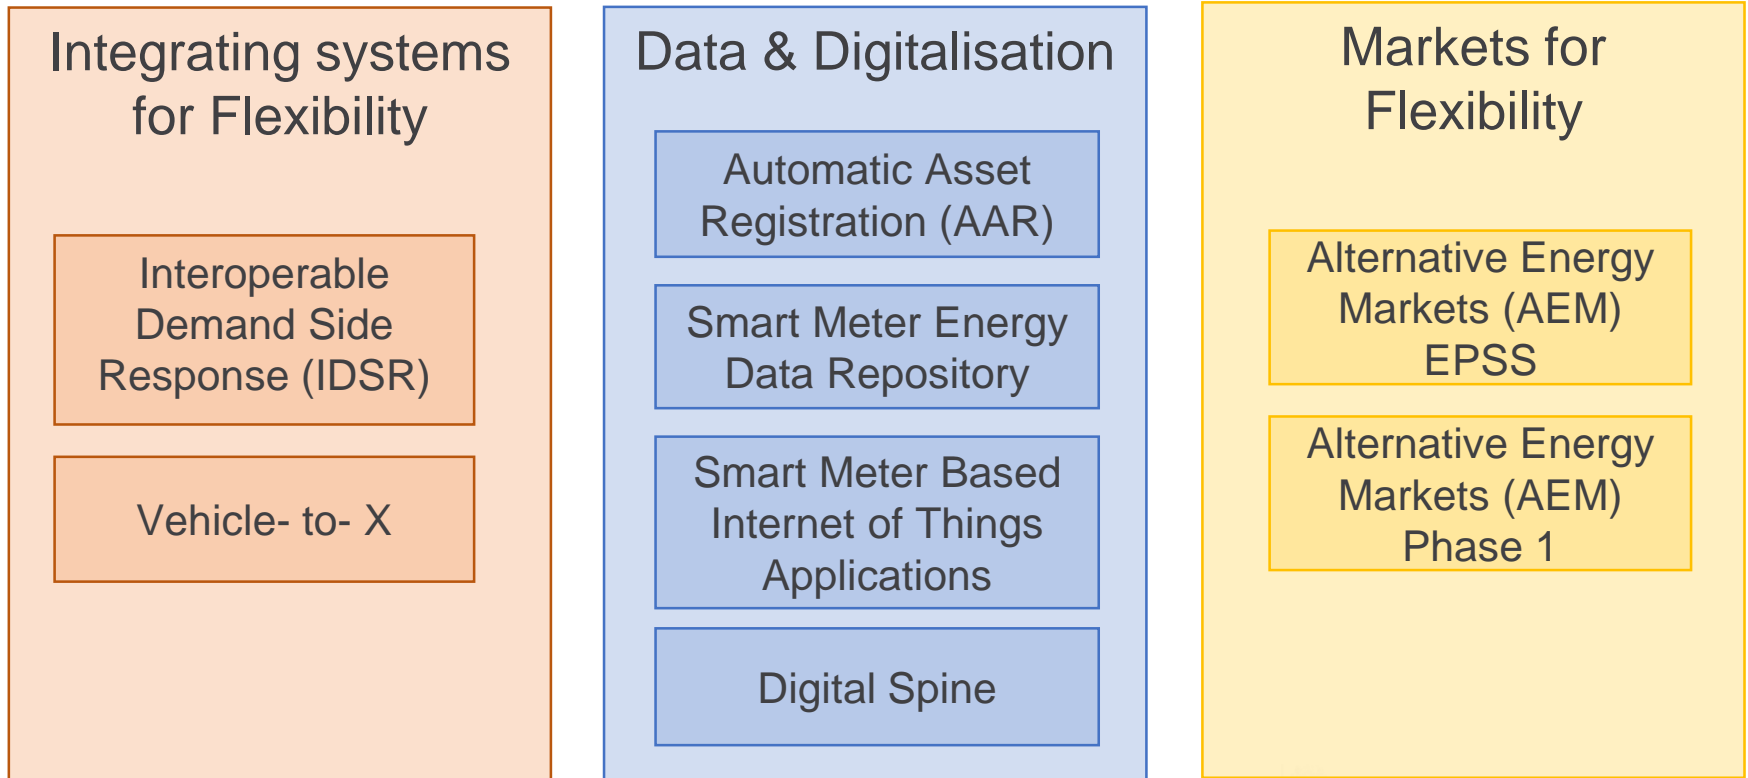 Integrating systems
for Flexibility
Interoperable
Demand Side
Response (IDSR)
Vehicle- to- X
Data & Digitalisation
Automatic Asset
Registration (AAR)
Smart Meter Energy
Data Repository
Smart Meter Based
Internet of Things
Applications
Digital Spine
Markets for
Flexibility
Alternative Energy
Markets (AEM)
EPSS
Alternative Energy
Markets (AEM)
Phase 1